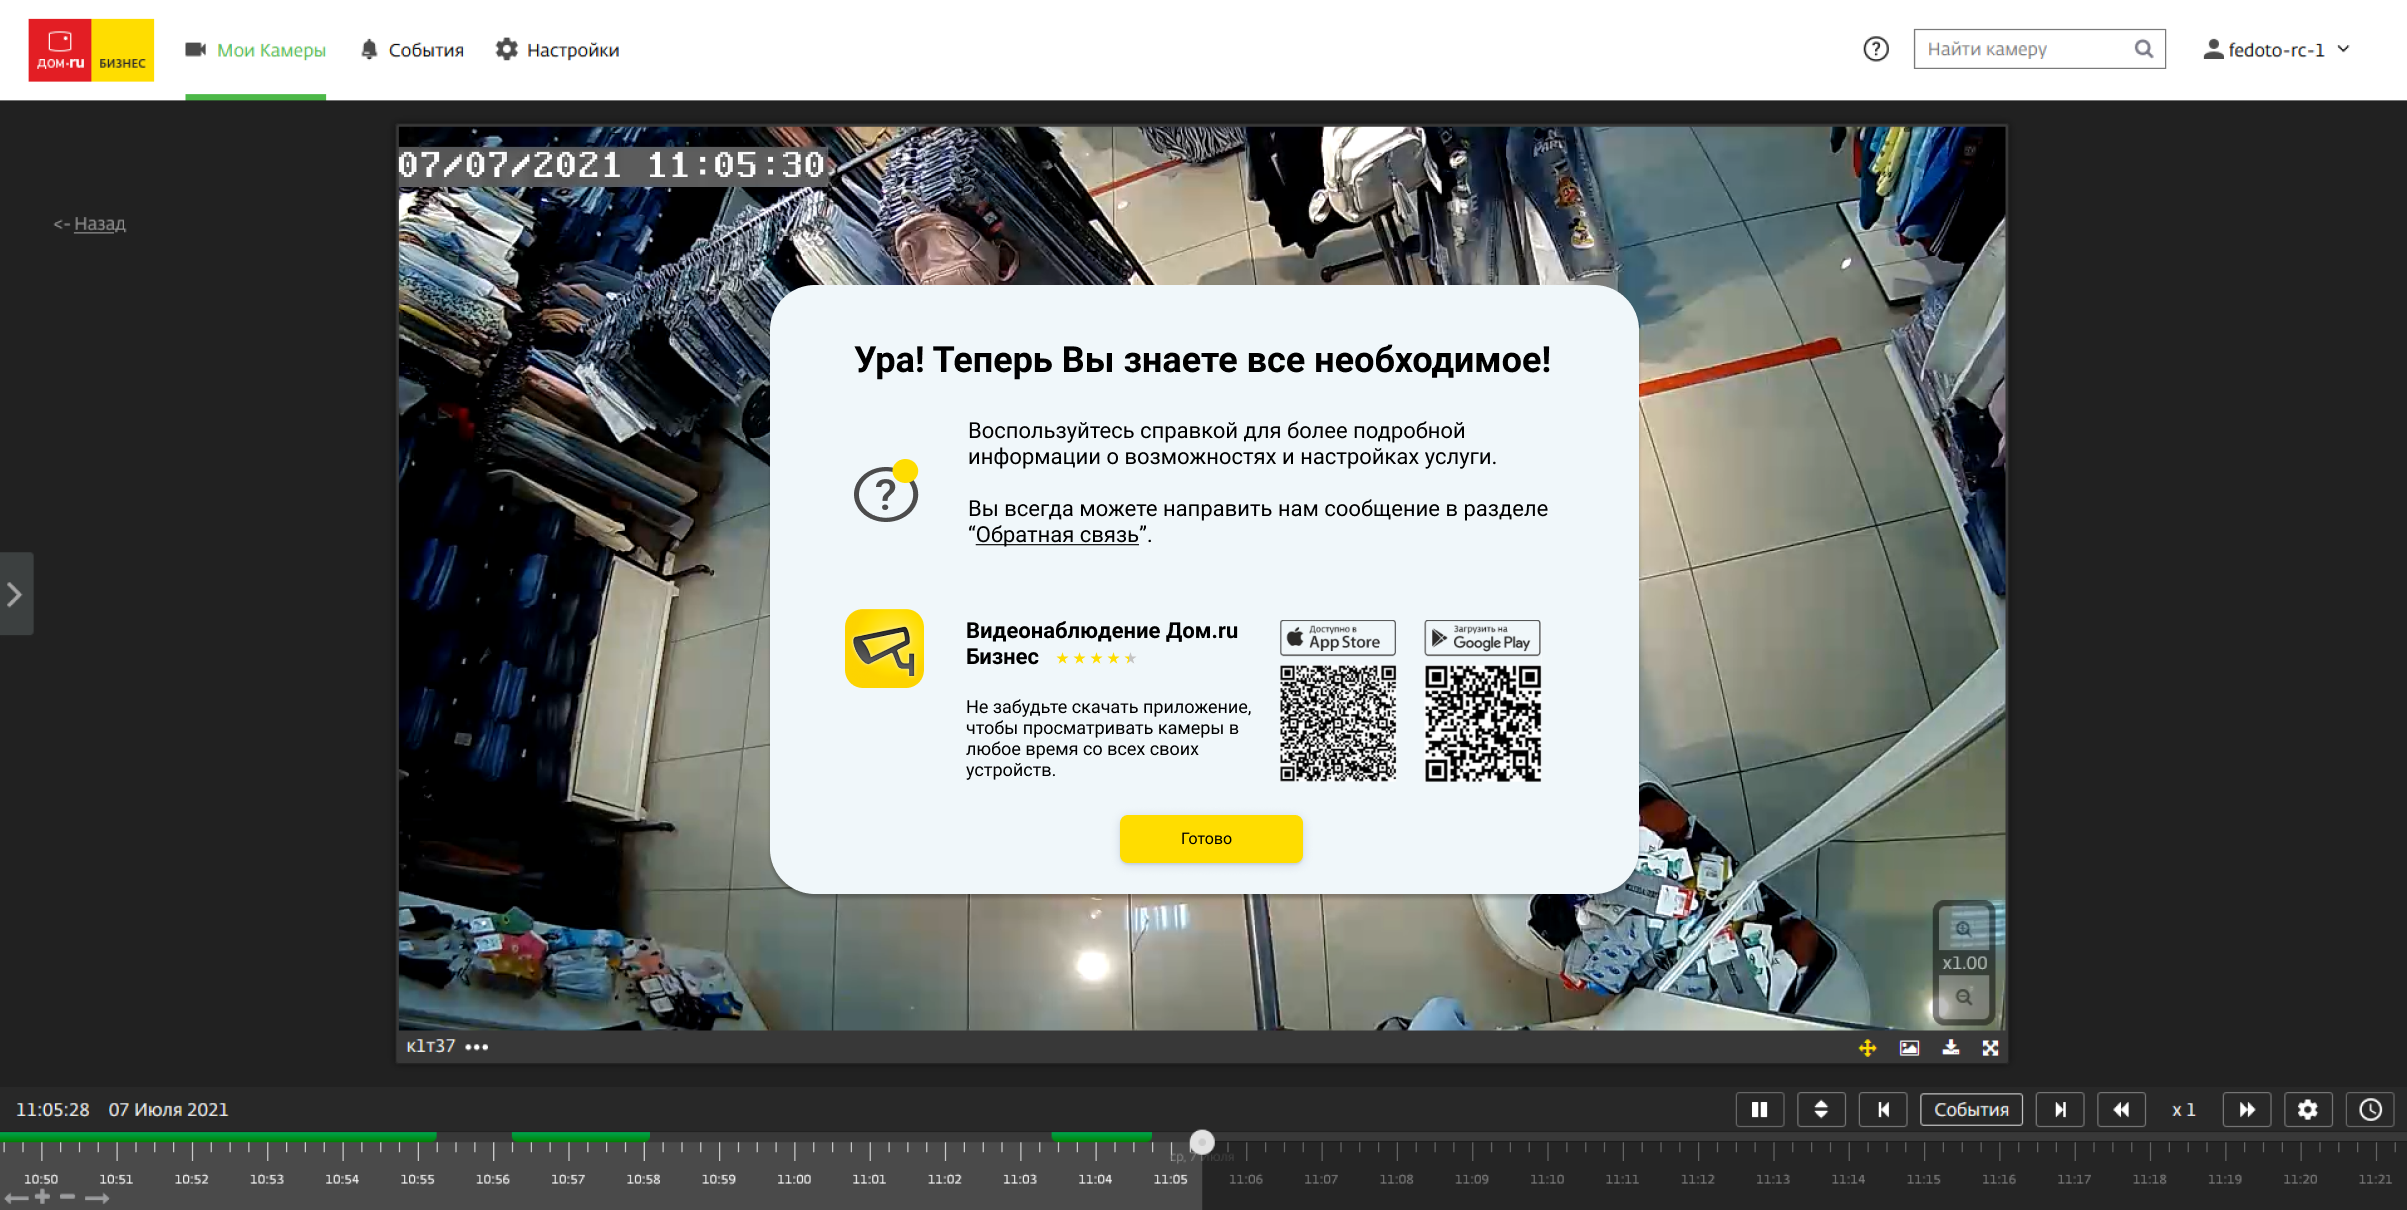 дом•ru БИЗНЕС
Мои Камеры
События
Настройки
?
Найти камеру
fedoto-rc-1
07/07/2021 11:05:30
<- Назад
Ура! Теперь Вы знаете все необходимое!
?
Воспользуйтесь справкой для более подробной
информации о возможностях и настройках услуги.
Вы всегда можете направить нам сообщение в разделе
“Обратная связь”.
Видеонаблюдение Дом.ru
Бизнес
Не забудьте скачать приложение,
чтобы просматривать камеры в
любое время со всех своих
устройств.
Доступно в
App Store
Загрузить на
Google Play
Готово
x1.00
к1т37 •••
11:05:28 07 Июля 2021
События
x 1
10:50 10:51 10:52 10:53 10:54 10:55 10:56 10:57 10:58 10:59 11:00 11:01 11:02 11:03 11:04 11:05 11:06 11:07 11:08 11:09 11:10 11:11 11:12 11:13 11:14 11:15 11:16 11:17 11:18 11:19 11:20 11:21